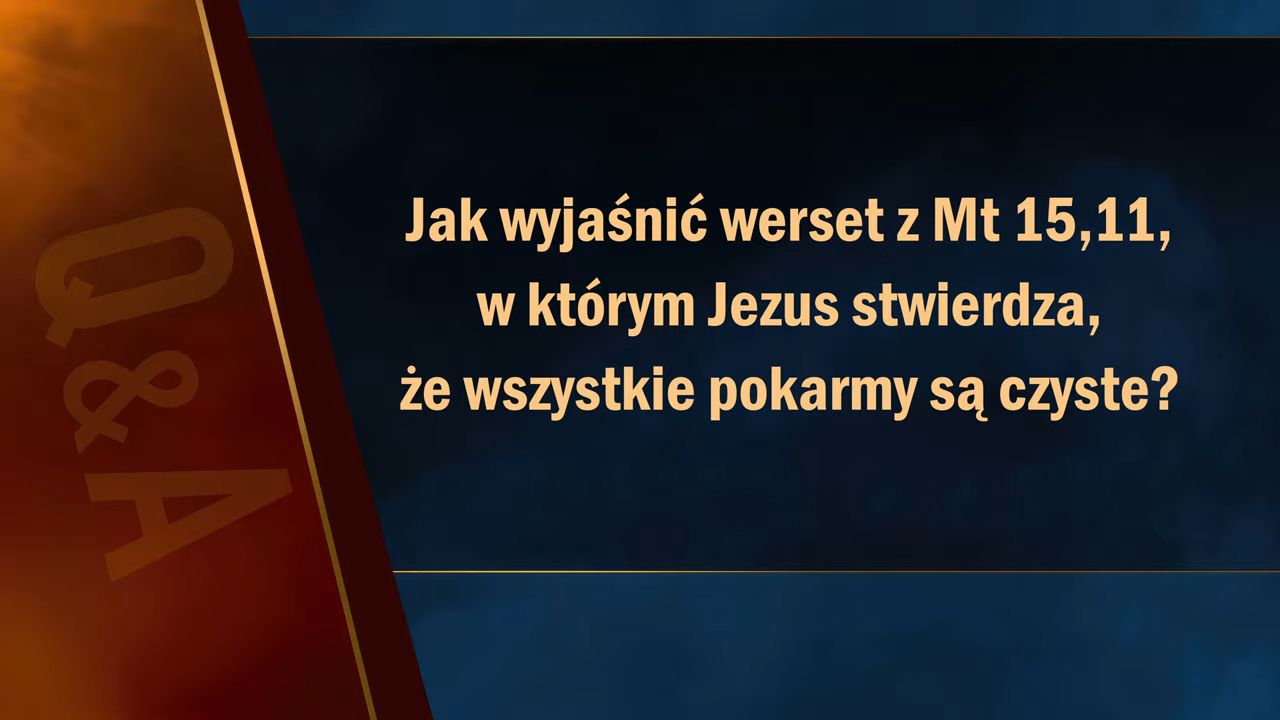 Q & A
Jak wyjaśnić werset z Mt 15,11,
w którym Jezus stwierdza,
że wszystkie pokarmy są czyste?